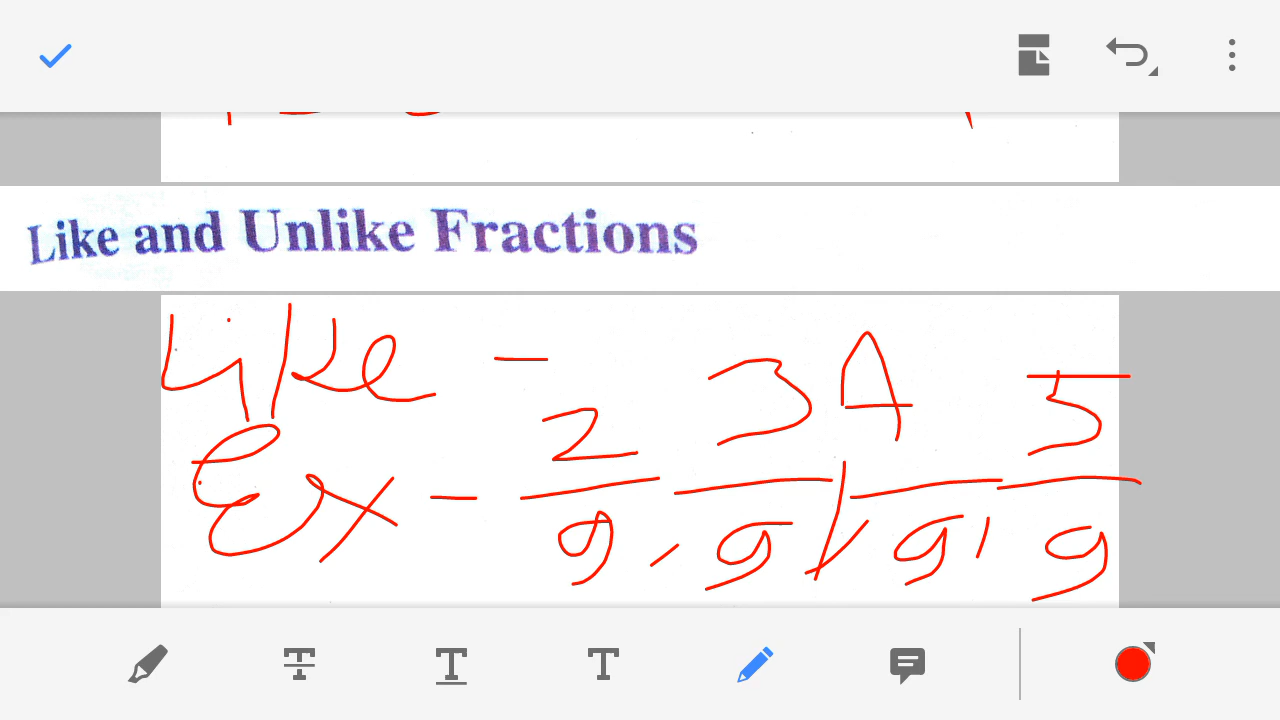 Like and Unlike Fractions
Like -
Ex - 2/9, 3/9, 4/9, 5/9